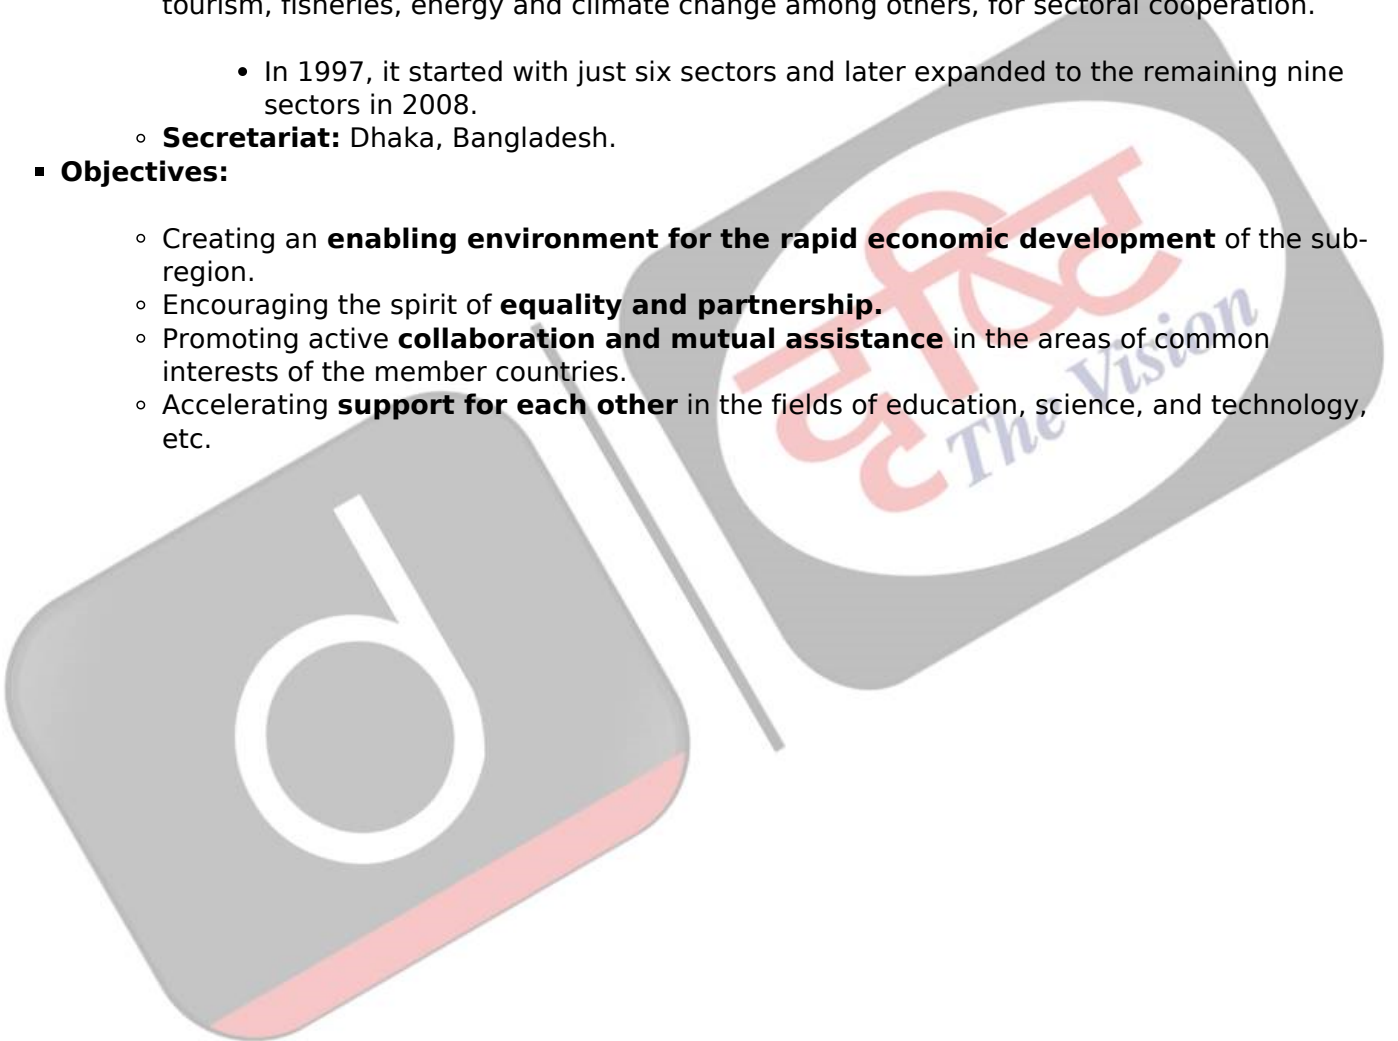 tourism, fisheries, energy and climate change among others, for sectoral cooperation.
• In 1997, it started with just six sectors and later expanded to the remaining nine
sectors in 2008.
◦ Secretariat: Dhaka, Bangladesh.
▪ Objectives:
◦ Creating an enabling environment for the rapid economic development of the sub-
region.
◦ Encouraging the spirit of equality and partnership.
◦ Promoting active collaboration and mutual assistance in the areas of common
interests of the member countries.
◦ Accelerating support for each other in the fields of education, science, and technology,
etc.
दृष्टि
The Vision
d